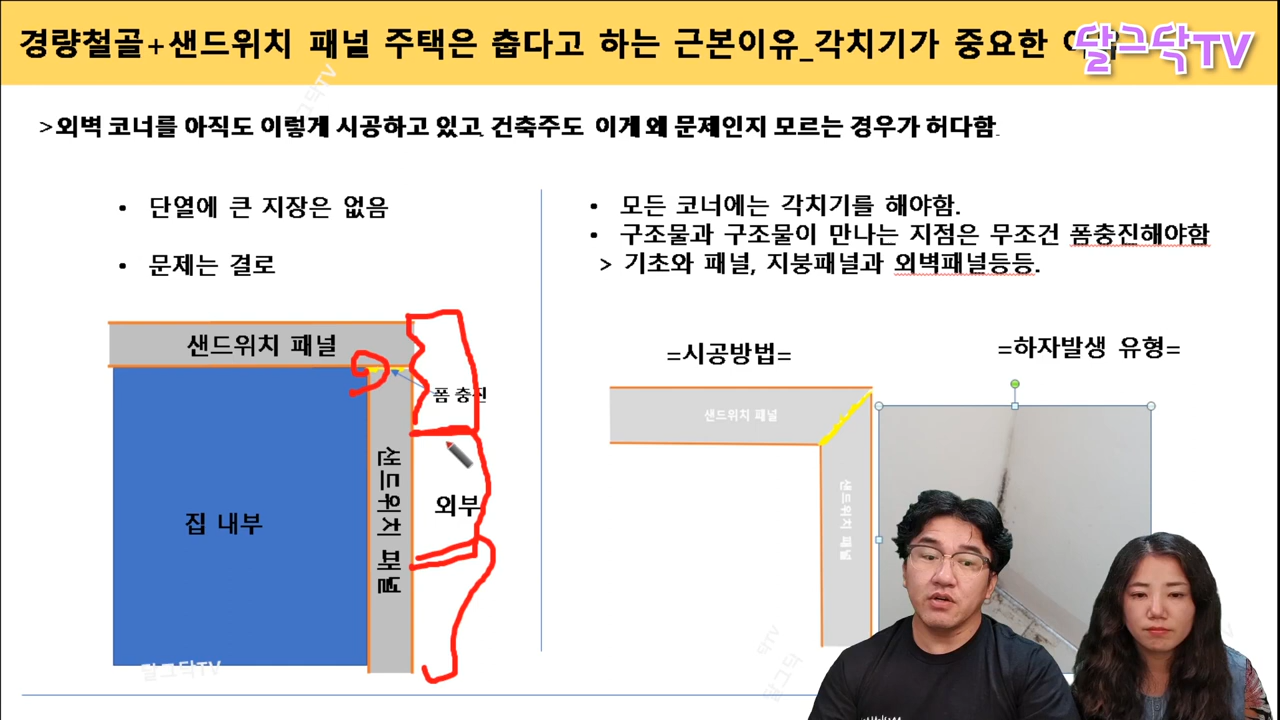 경량철골+샌드위치 패널 주택은 춥다고 하는 근본이유_각치기가 중요한
달그닥TV
>외벽 코너를 아직도 이렇게 시공하고 있고, 건축주도 이게 왜 문제인지 모르는 경우가 허다함.
• 단열에 큰 지장은 없음
• 문제는 결로
• 모든 코너에는 각치기를 해야함.
• 구조물과 구조물이 만나는 지점은 무조건 폼충진해야함
> 기초와 패널, 지붕패널과 외벽패널등등.
샌드위치 패널
폼 충진
샌드위치 패널
외부
집 내부
=시공방법=
=하자발생 유형=
샌드위치 패널
샌드위치 패널
달그닥TV
달그닥